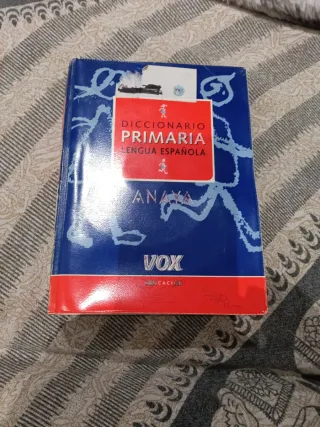 DICCIONARIO
PRIMARIA
LENGUA ESPAÑOLA
ANAYA
VOX